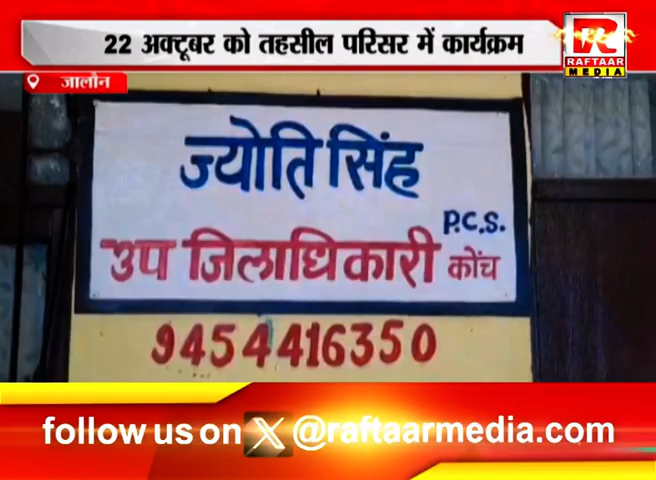 22 अक्टूबर को तहसील परिसर में कार्यक्रम
R
RAFTAAR
MEDIA
जालौन
ज्योति सिंह
P.C.S.
उप जिलाधिकारी कोंच
9454416350
follow us on X @raftaarmedia.com